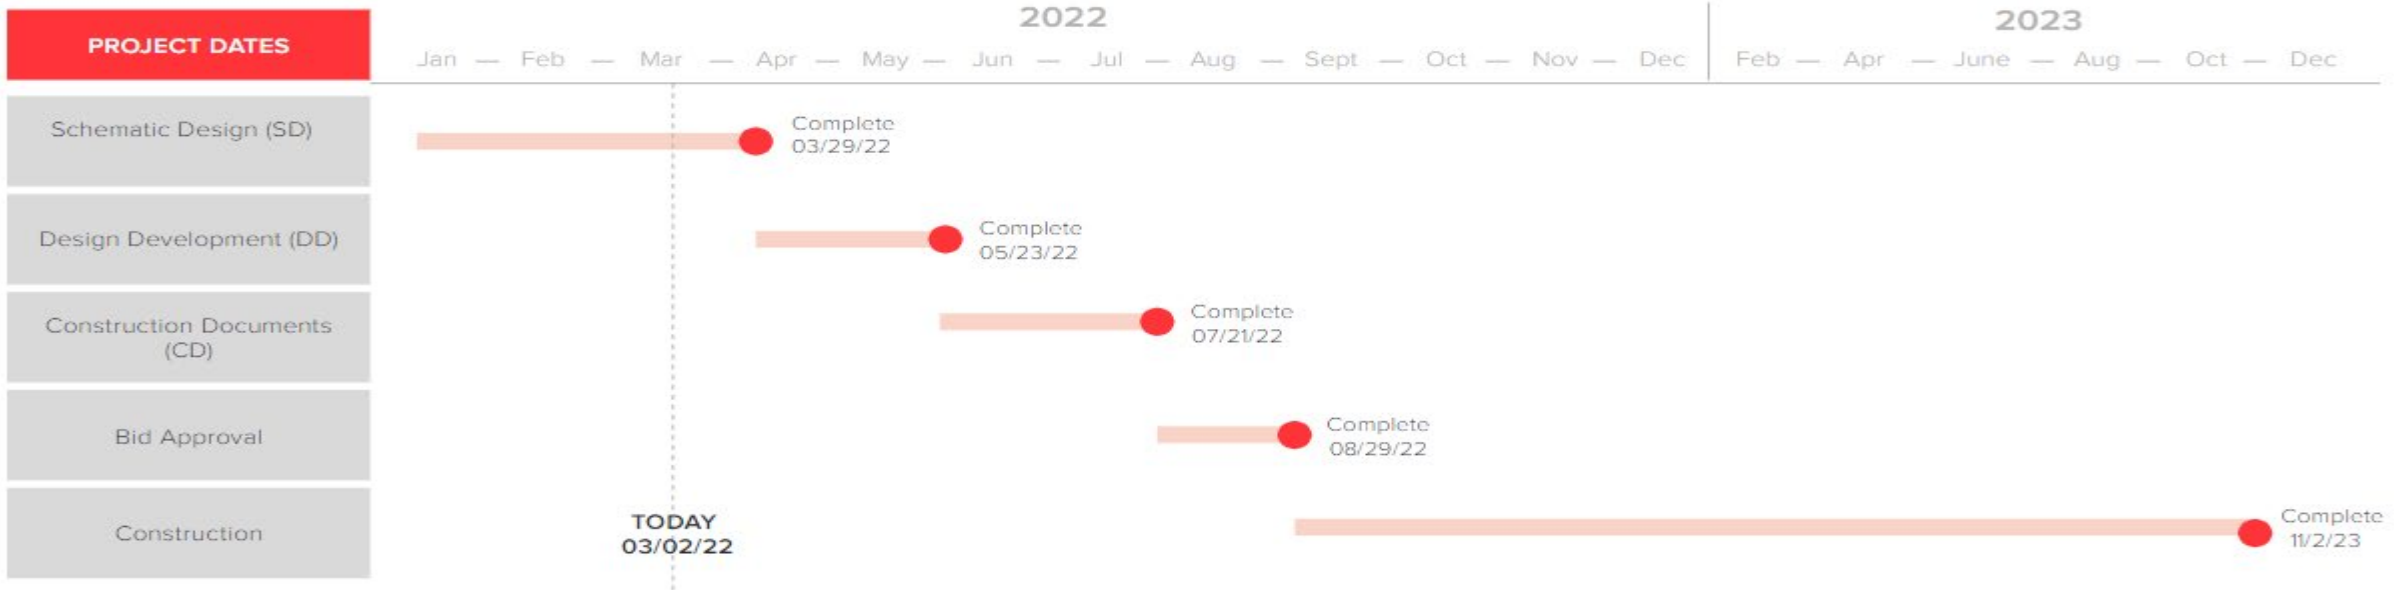 PROJECT DATES
2022
2023
Jan — Feb — Mar — Apr — May — Jun — Jul — Aug — Sept — Oct — Nov — Dec
Feb — Apr — June — Aug — Oct — Dec
Schematic Design (SD)
Complete
03/29/22
Design Development (DD)
Complete
05/23/22
Construction Documents
(CD)
Complete
07/21/22
Bid Approval
Complete
08/29/22
Construction
TODAY
03/02/22
Complete
11/2/23